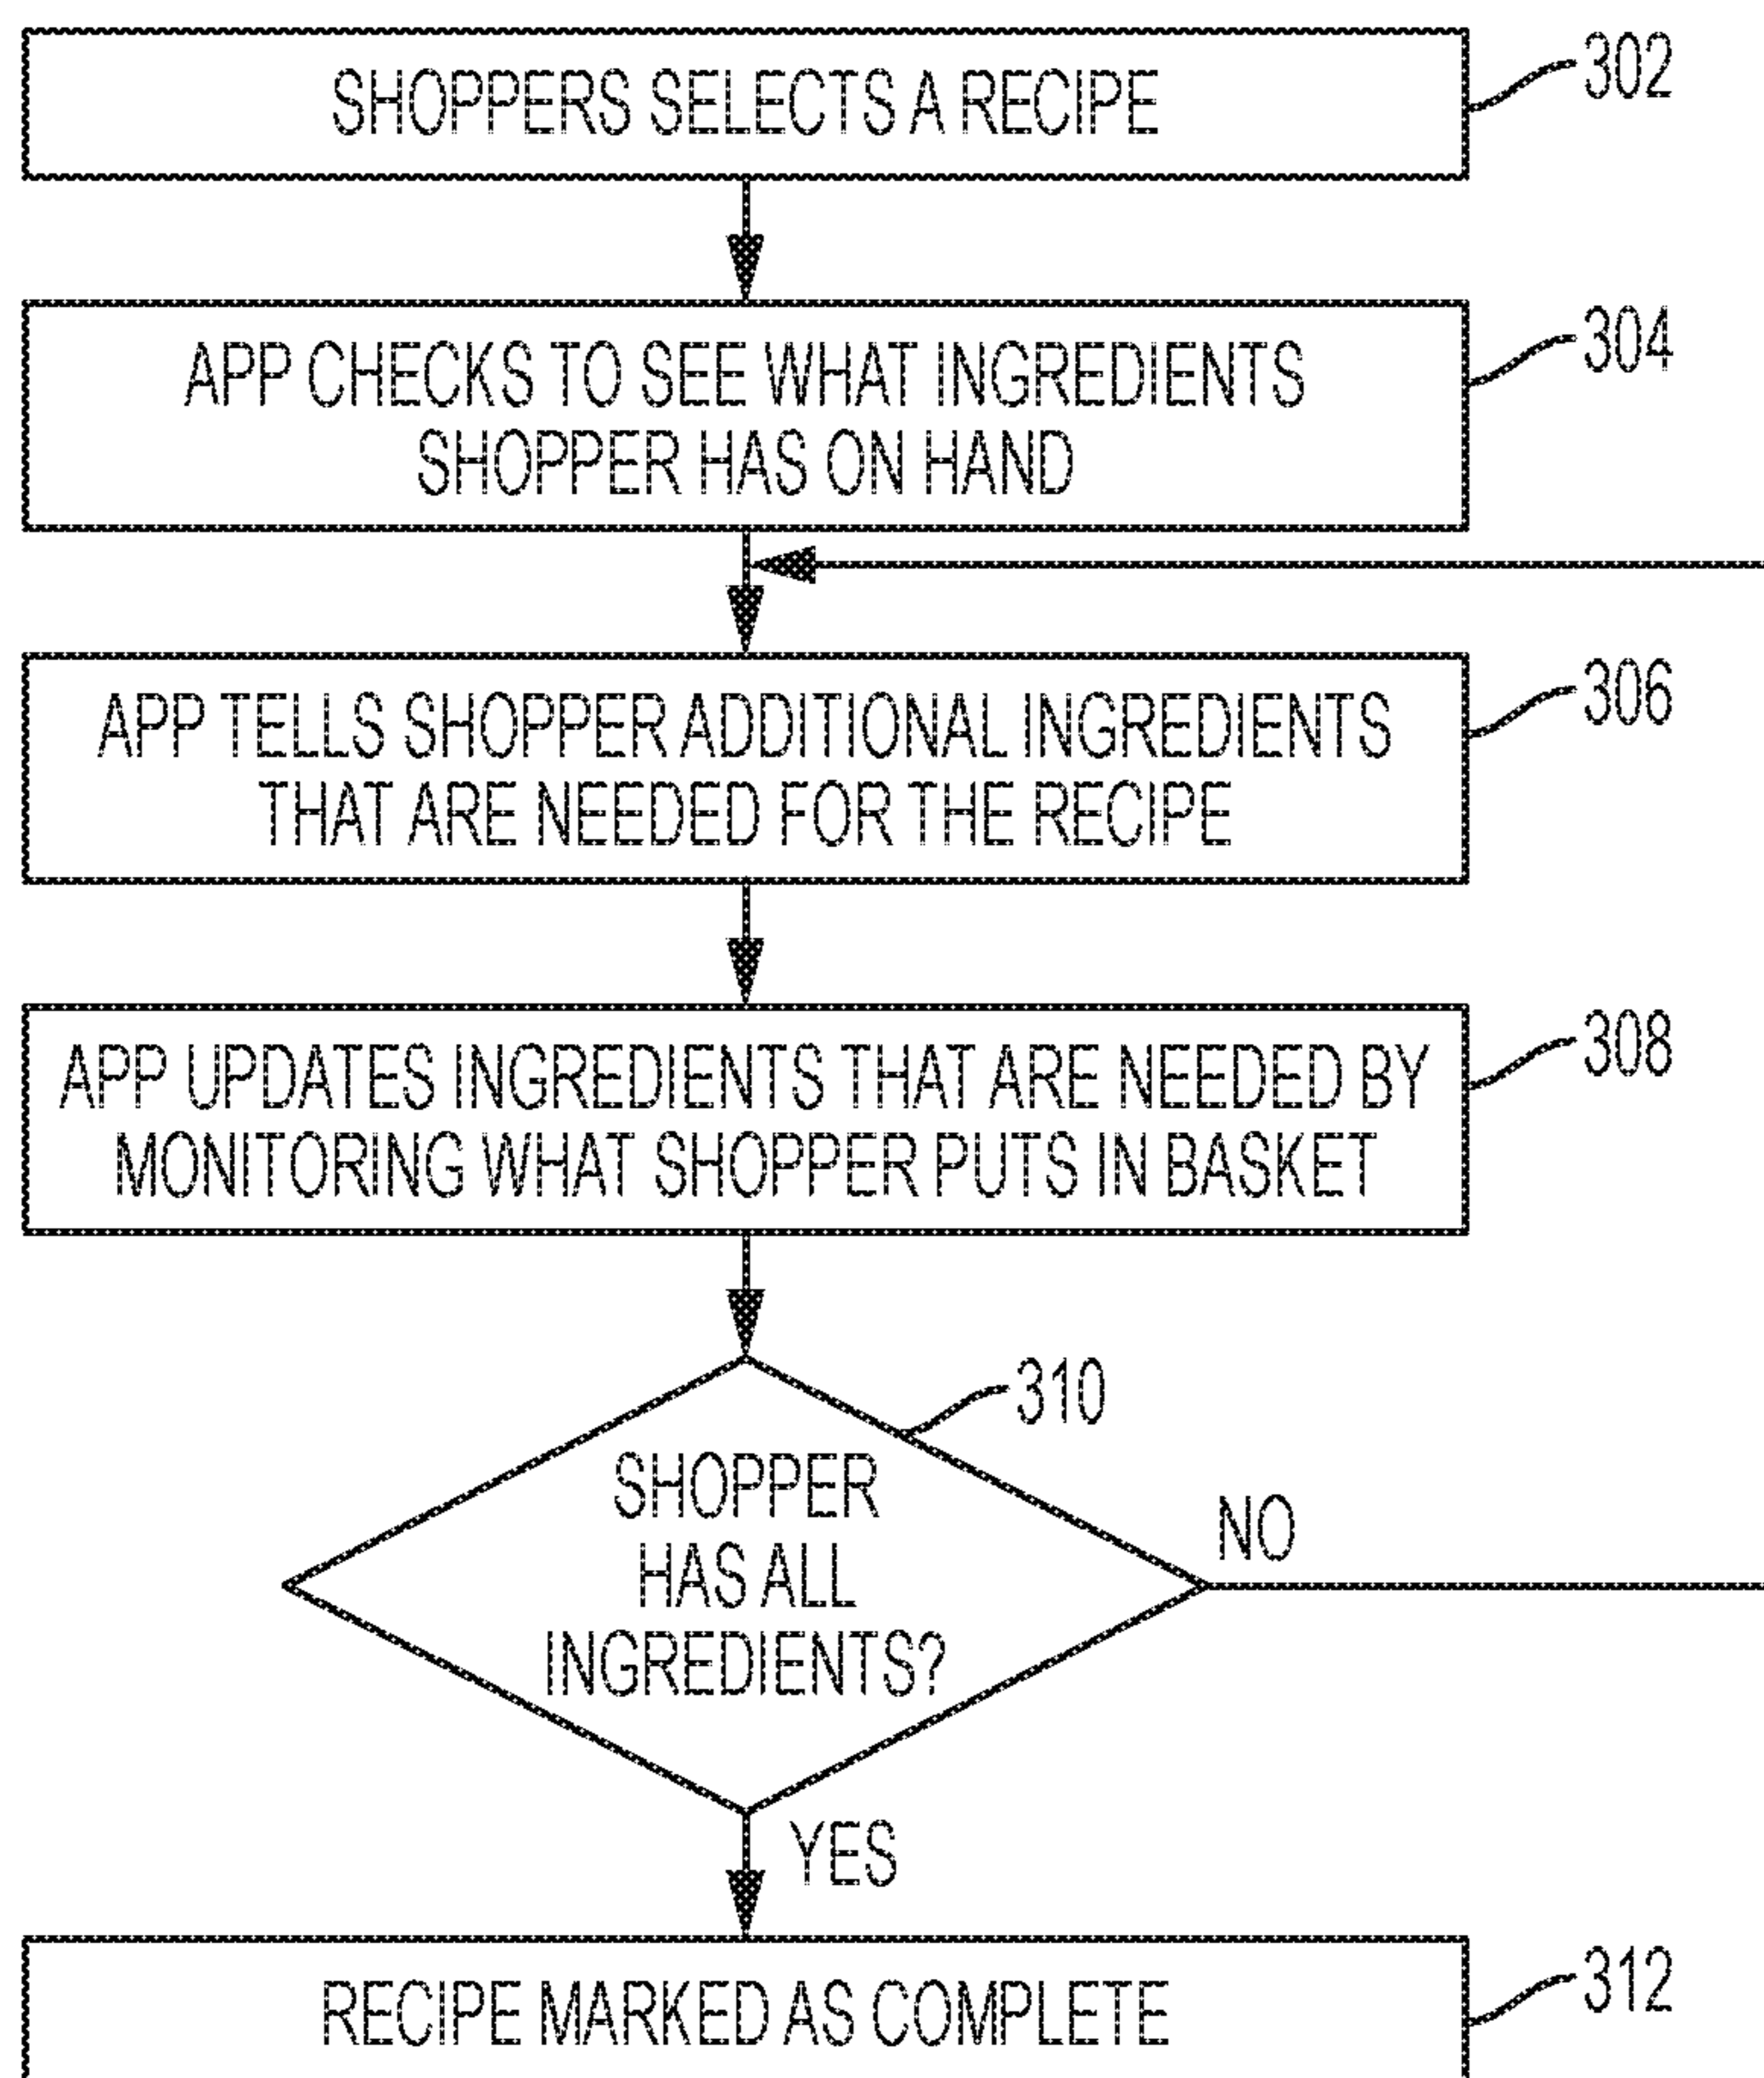 SHOPPERS SELECTS A RECIPE
302
APP CHECKS TO SEE WHAT INGREDIENTS
SHOPPER HAS ON HAND
304
APP TELLS SHOPPER ADDITIONAL INGREDIENTS
THAT ARE NEEDED FOR THE RECIPE
306
APP UPDATES INGREDIENTS THAT ARE NEEDED BY
MONITORING WHAT SHOPPER PUTS IN BASKET
308
310
SHOPPER
HAS ALL
INGREDIENTS?
NO
YES
RECIPE MARKED AS COMPLETE
312